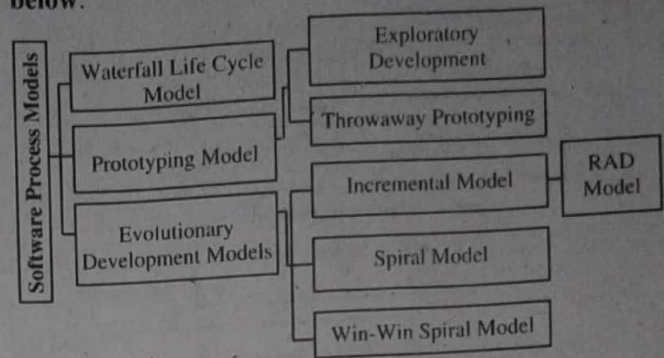 below.
Software Process Models
Waterfall Life Cycle
Model
Prototyping Model
Evolutionary
Development Models
Exploratory
Development
Throwaway Prototyping
Incremental Model
Spiral Model
Win-Win Spiral Model
RAD
Model